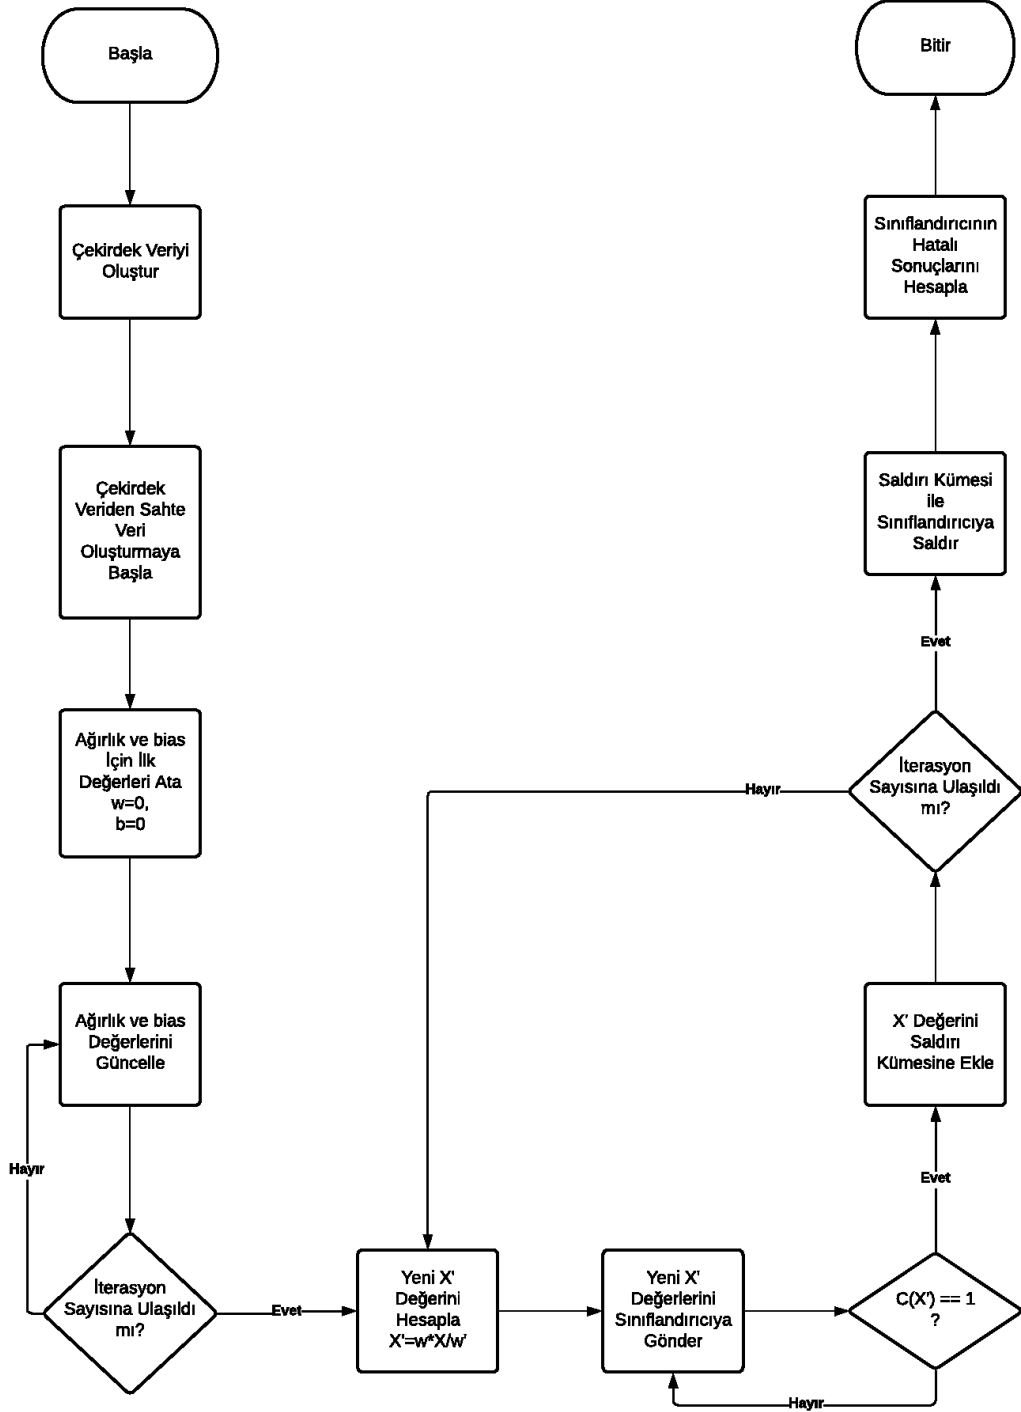 Başla
Çekirdek Veriyi
Oluştur
Çekirdek
Veriden Sahte
Veri
Oluşturmaya
Başla
Ağırlık ve bias
İçin İlk
Değerleri Ata
w=0,
b=0
Ağırlık ve bias
Değerlerini
Güncelle
Hayır
İterasyon
Sayısına Ulaşıldı
mı?
Evet
Yeni X'
Değerini
Hesapla
X'=w*X/w'
Yeni X'
Değerlerini
Sınıflandırıcıya
Gönder
C(X') == 1
?
Hayır
Evet
X' Değerini
Saldırı
Kümesine Ekle
İterasyon
Sayısına Ulaşıldı
mı?
Hayır
Evet
Saldırı Kümesi
ile
Sınıflandırıcıya
Saldır
Sınıflandırıcının
Hatalı
Sonuçlarını
Hesapla
Bitir